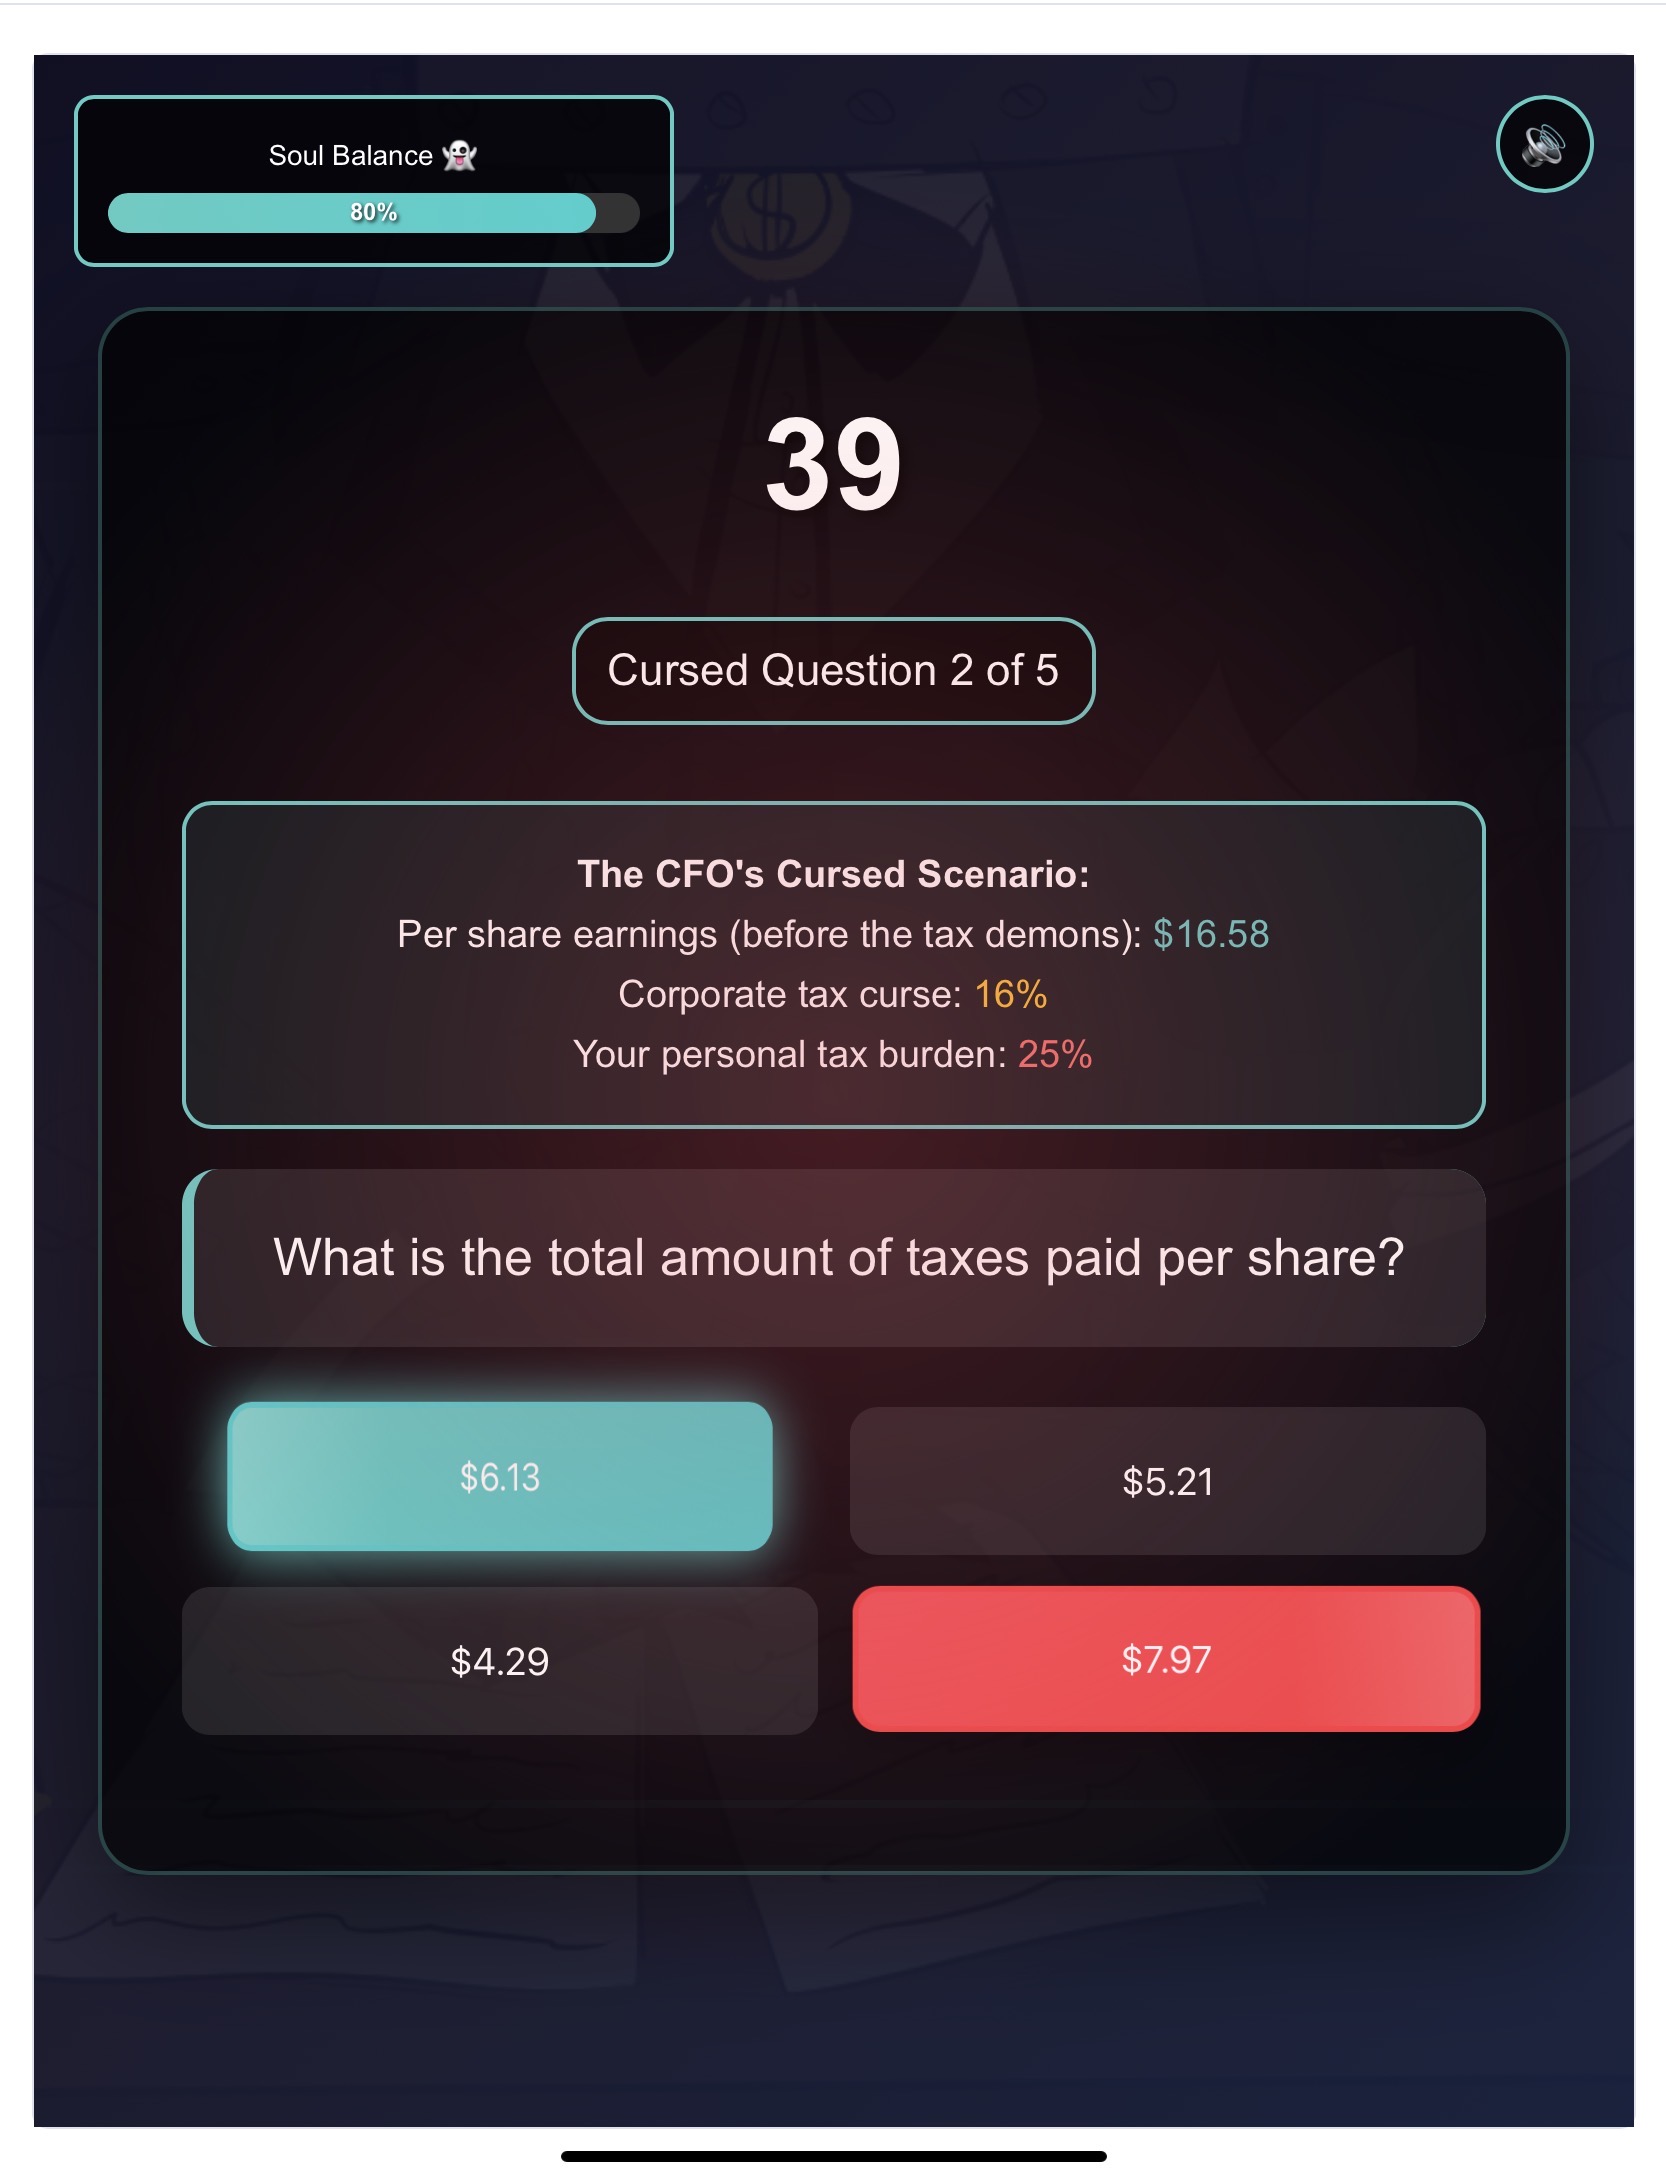 Soul Balance 👻
80%
39
Cursed Question 2 of 5
The CFO's Cursed Scenario:
Per share earnings (before the tax demons): $16.58
Corporate tax curse: 16%
Your personal tax burden: 25%
What is the total amount of taxes paid per share?
$6.13
$5.21
$4.29
$7.97